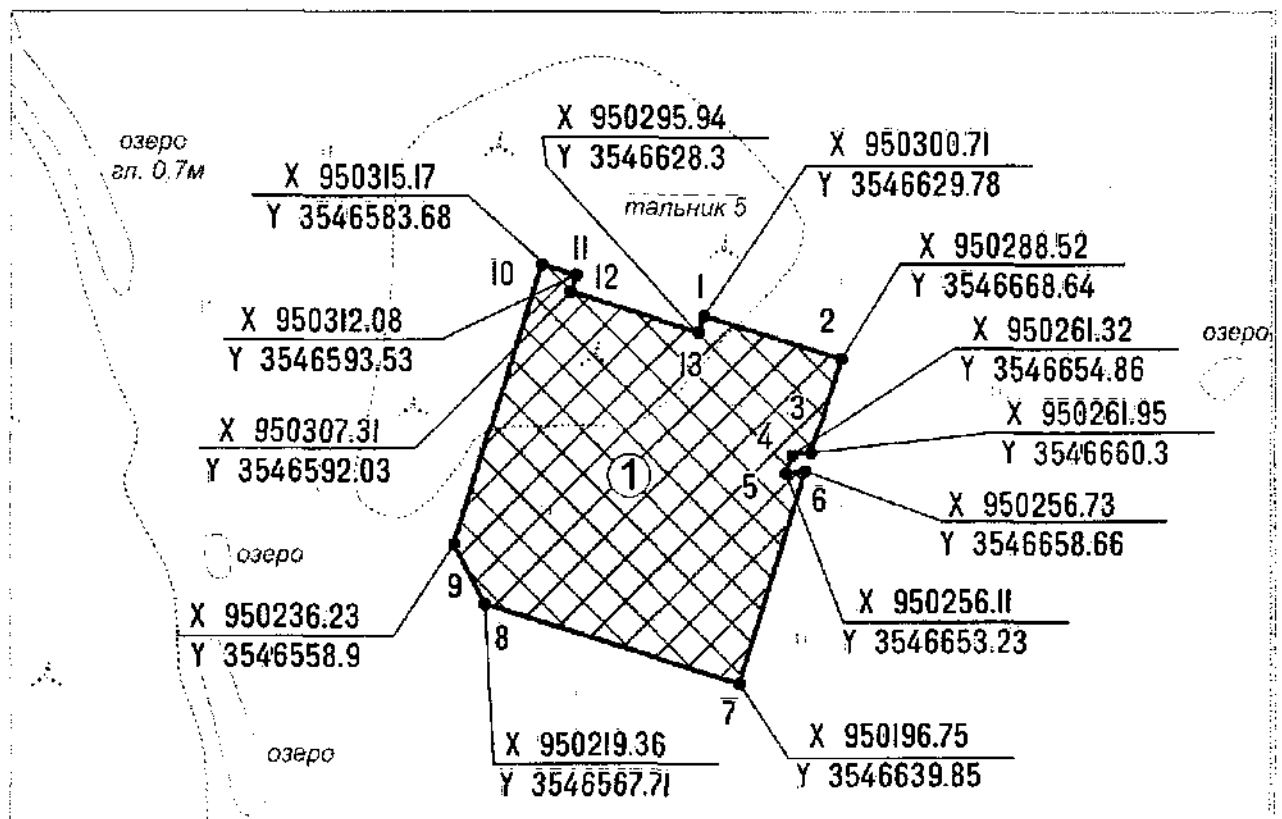 X 950295.94
Y 3546628.3
озеро
гл. 0,7м
X 950300.71
Y 3546629.78
X 950315.17
Y 3546583.68
тальник 5
X 950288.52
Y 3546668.64
10
11
12
1
2
13
X 950312.08
Y 3546593.53
X 950261.32
Y 3546654.86
озеро
3
4
X 950261.95
Y 3546660.3
X 950307.31
Y 3546592.03
1
5
6
X 950256.73
Y 3546658.66
озеро
9
8
X 950236.23
Y 3546558.9
X 950256.11
Y 3546653.23
7
озеро
X 950219.36
Y 3546567.71
X 950196.75
Y 3546639.85